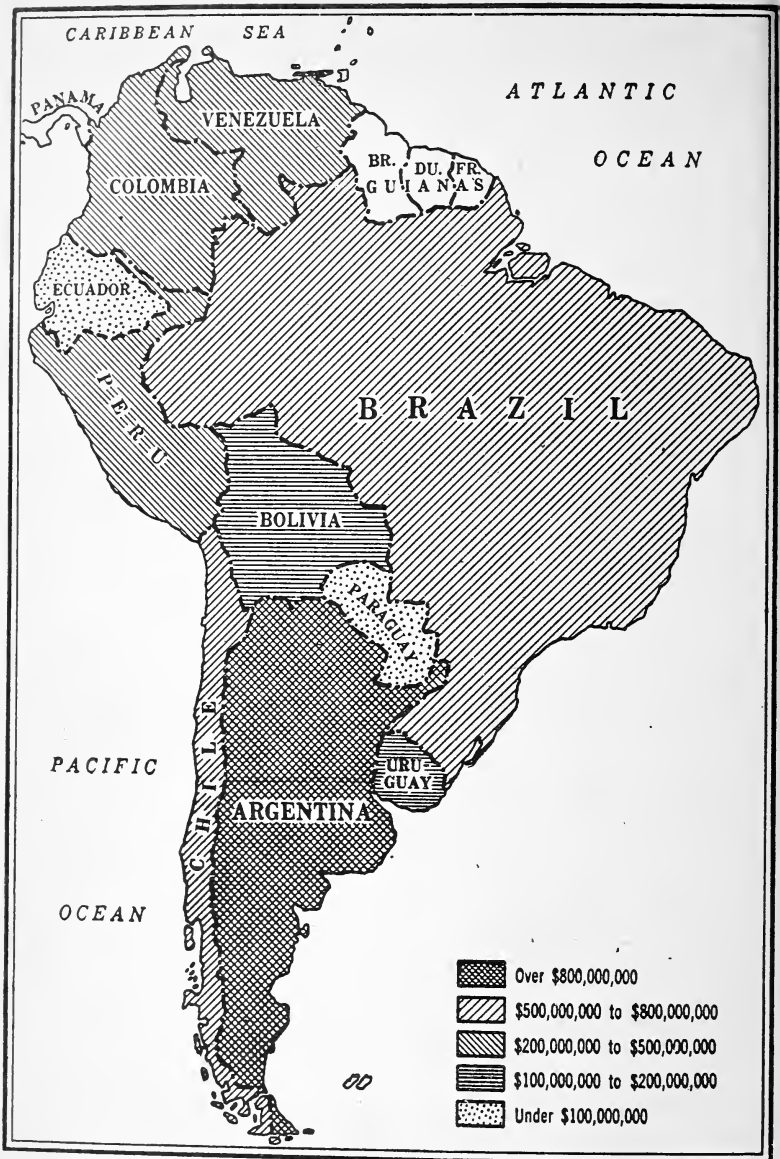 CARIBBEAN SEA
ATLANTIC
OCEAN
PANAMA
VENEZUELA
COLOMBIA
BR. DU. FR.
GUIANAS
ECUADOR
PERU
BRAZIL
BOLIVIA
PARAGUAY
CHILE
PACIFIC
OCEAN
URU-
GUAY
ARGENTINA
Over $800,000,000
$500,000,000 to $800,000,000
$200,000,000 to $500,000,000
$100,000,000 to $200,000,000
Under $100,000,000